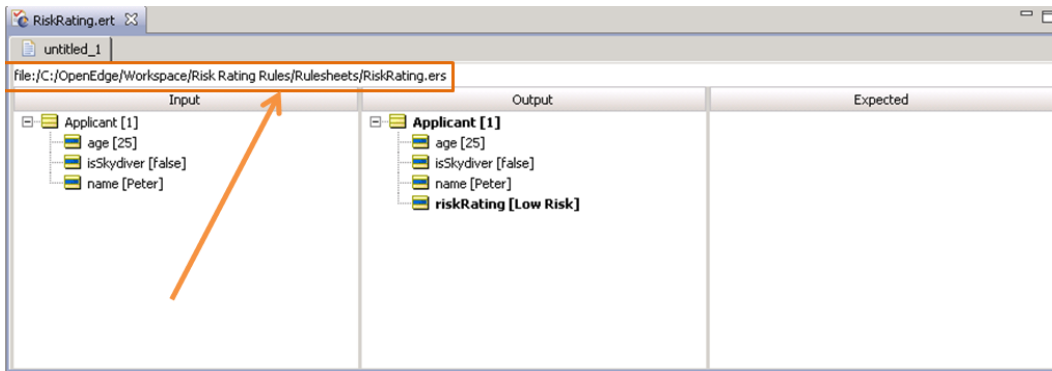 RiskRating.ert
untitled_1
file:/C:/OpenEdge/Workspace/Risk Rating Rules/Rulesheets/RiskRating.ers
Input
Output
Expected
Applicant [1]
age [25]
isSkydiver [false]
name [Peter]
Applicant [1]
age [25]
isSkydiver [false]
name [Peter]
riskRating [Low Risk]